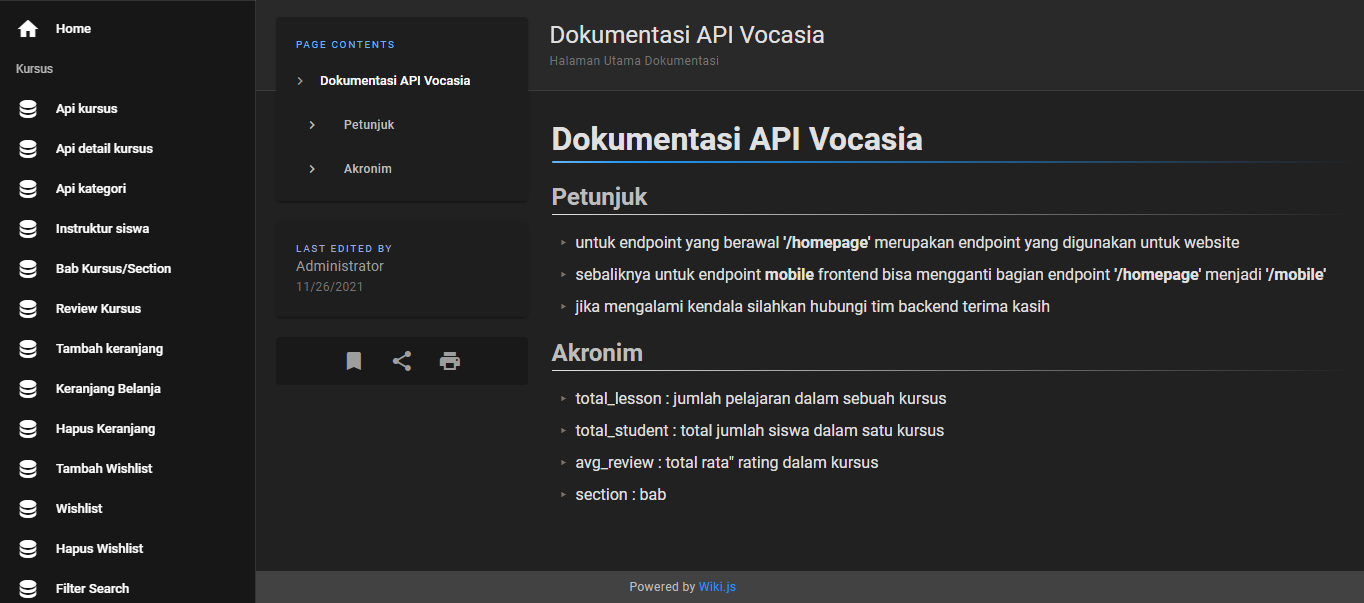 Home
Kursus
Api kursus
Api detail kursus
Api kategori
Instruktur siswa
Bab Kursus/Section
Review Kursus
Tambah keranjang
Keranjang Belanja
Hapus Keranjang
Tambah Wishlist
Wishlist
Hapus Wishlist
Filter Search
PAGE CONTENTS
Dokumentasi API Vocasia
Petunjuk
Akronim
LAST EDITED BY
Administrator
11/26/2021
Dokumentasi API Vocasia
Halaman Utama Dokumentasi
Dokumentasi API Vocasia
Petunjuk
untuk endpoint yang berawal '/homepage' merupakan endpoint yang digunakan untuk website
sebaliknya untuk endpoint mobile frontend bisa mengganti bagian endpoint '/homepage' menjadi '/mobile'
jika mengalami kendala silahkan hubungi tim backend terima kasih
Akronim
total_lesson : jumlah pelajaran dalam sebuah kursus
total_student : total jumlah siswa dalam satu kursus
avg_review : total rata" rating dalam kursus
section : bab
Powered by Wiki.js